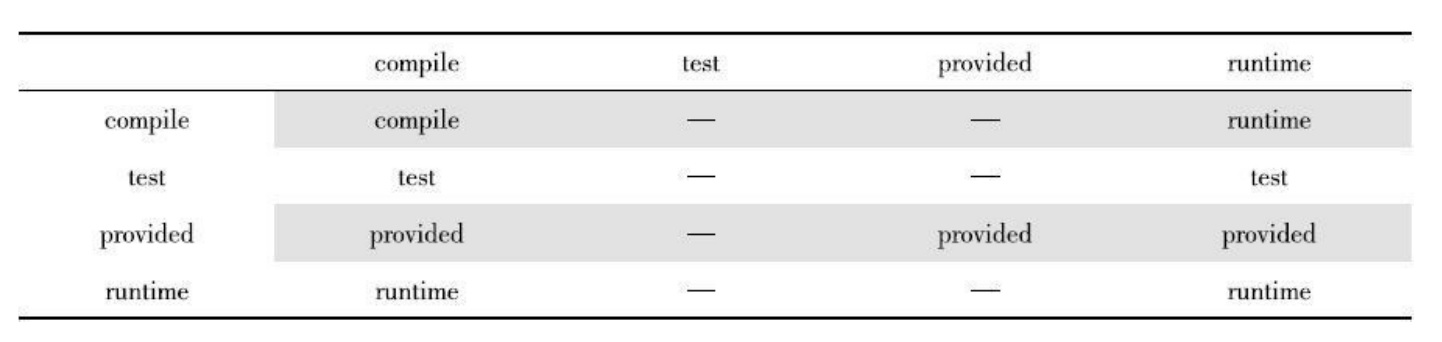 compile test provided runtime
compile compile — — runtime
test test — — test
provided provided — provided provided
runtime runtime — — runtime